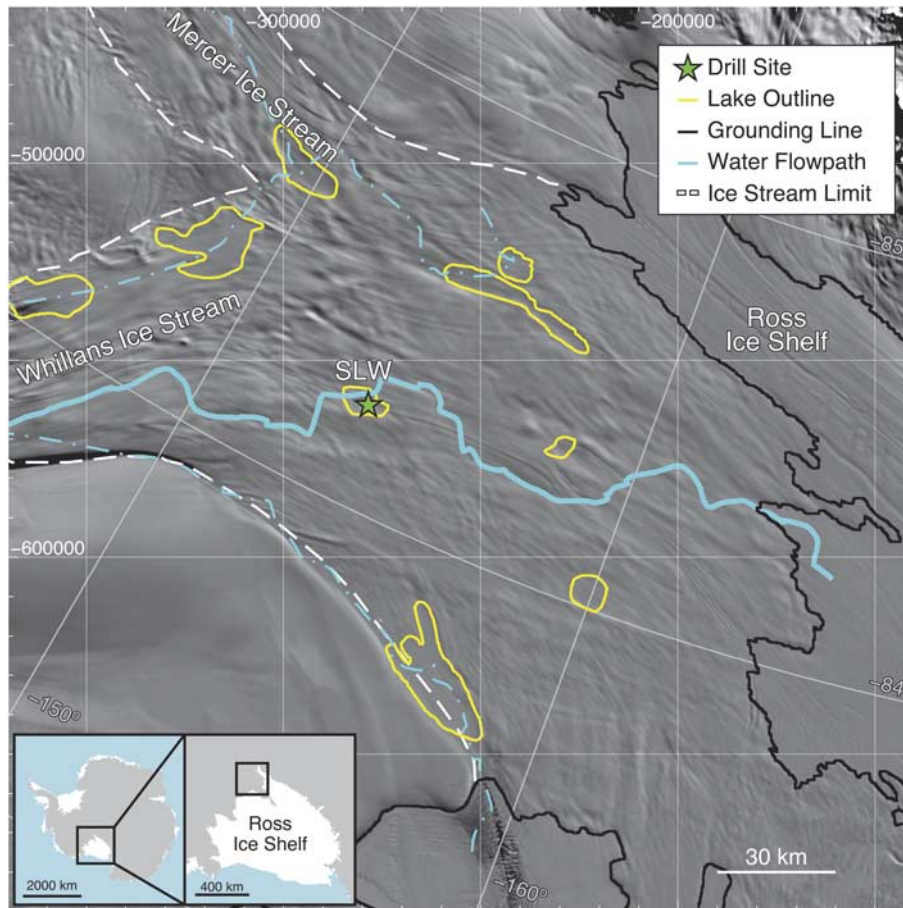 -300000
-200000
Mercer Ice Stream
Drill Site
Lake Outline
Grounding Line
Water Flowpath
Ice Stream Limit
-500000
-85
Ross
Ice Shelf
Whillans Ice Stream
SLW
-600000
-84
-150°
-160°
30 km
Ross
Ice Shelf
2000 km
400 km